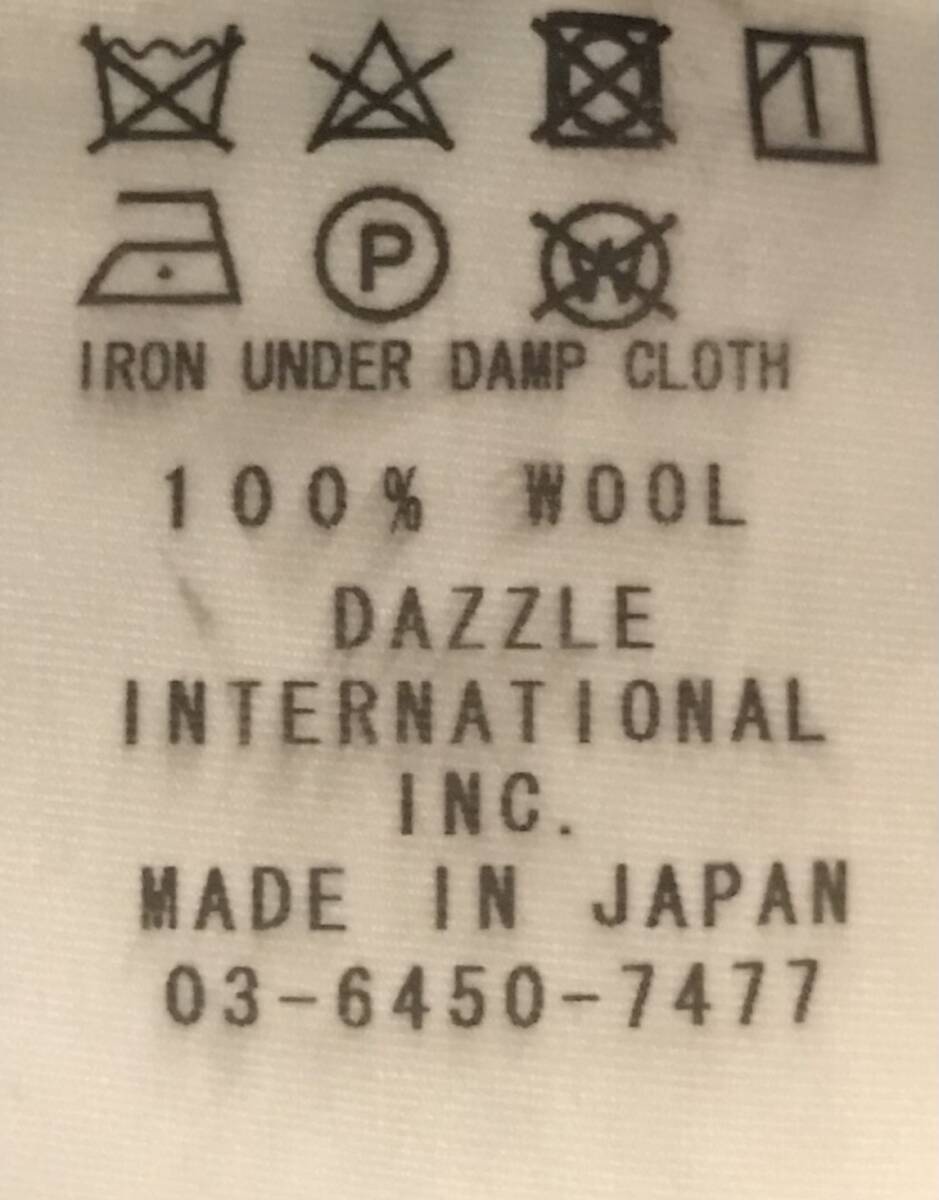 P
W
IRON UNDER DAMP CLOTH
100% WOOL
DAZZLE
INTERNATIONAL
INC.
MADE IN JAPAN
03-6450-7477